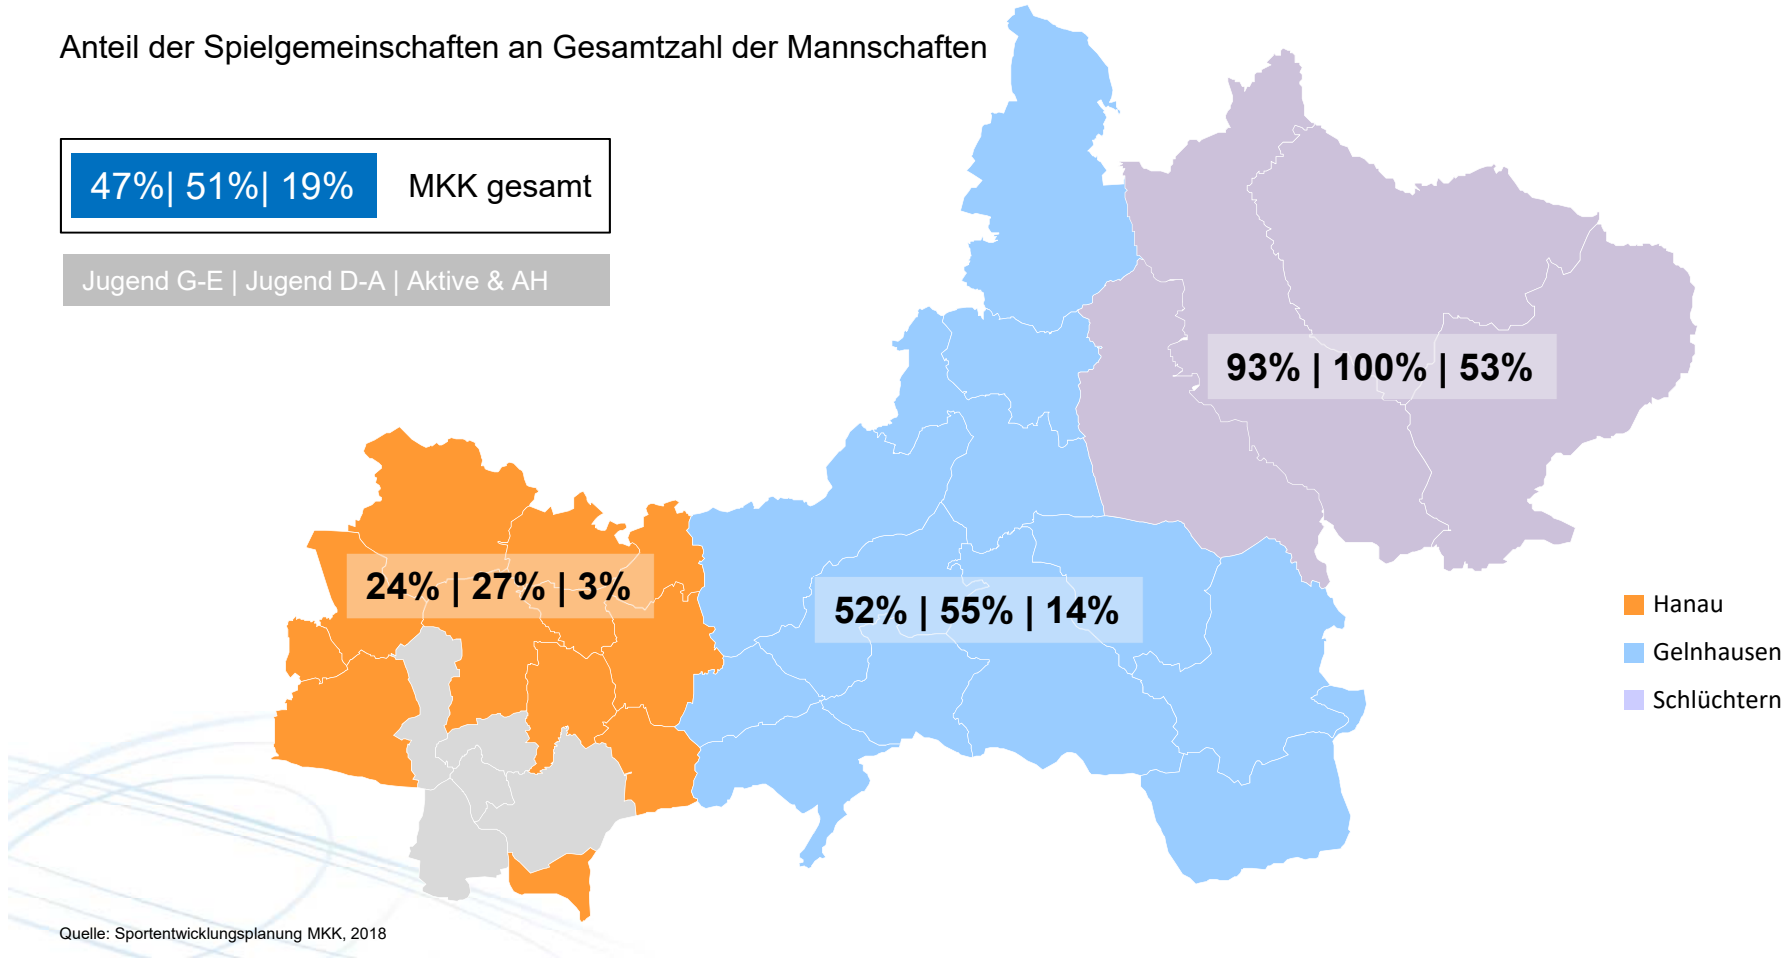 Anteil der Spielgemeinschaften an Gesamtzahl der Mannschaften
47%| 51%| 19%
MKK gesamt
Jugend G-E | Jugend D-A | Aktive & AH
93% | 100% | 53%
24% | 27% | 3%
52% | 55% | 14%
Hanau
Gelnhausen
Schlüchtern
Quelle: Sportentwicklungsplanung MKK, 2018